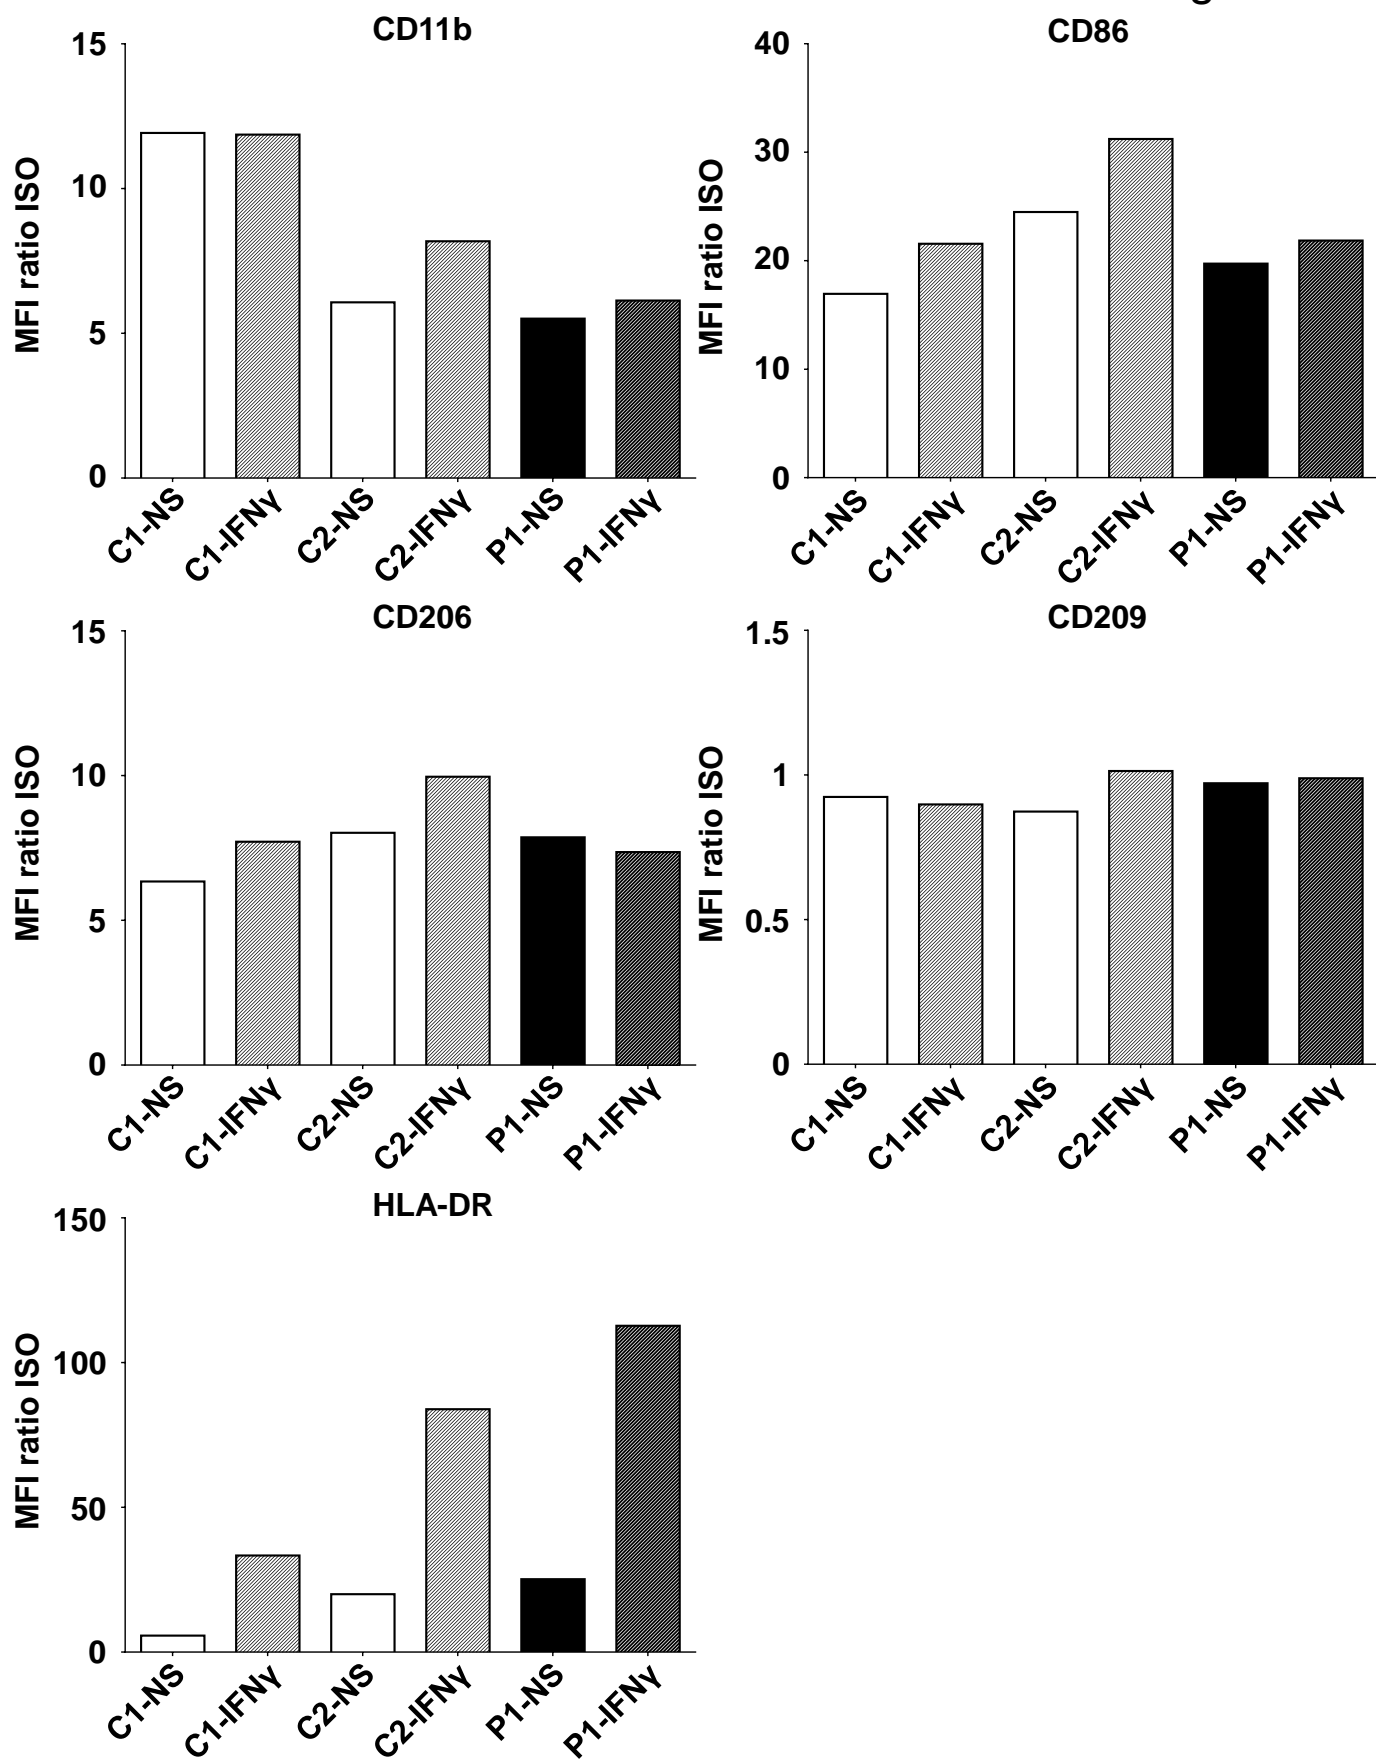 CD11b
MFI ratio ISO
15
10
5
0
C1-NS
C1-IFNγ
C2-NS
C2-IFNγ
P1-NS
P1-IFNγ
CD86
MFI ratio ISO
40
30
20
10
0
C1-NS
C1-IFNγ
C2-NS
C2-IFNγ
P1-NS
P1-IFNγ
CD206
MFI ratio ISO
15
10
5
0
C1-NS
C1-IFNγ
C2-NS
C2-IFNγ
P1-NS
P1-IFNγ
CD209
MFI ratio ISO
1.5
1
0.5
0
C1-NS
C1-IFNγ
C2-NS
C2-IFNγ
P1-NS
P1-IFNγ
HLA-DR
MFI ratio ISO
150
100
50
0
C1-NS
C1-IFNγ
C2-NS
C2-IFNγ
P1-NS
P1-IFNγ